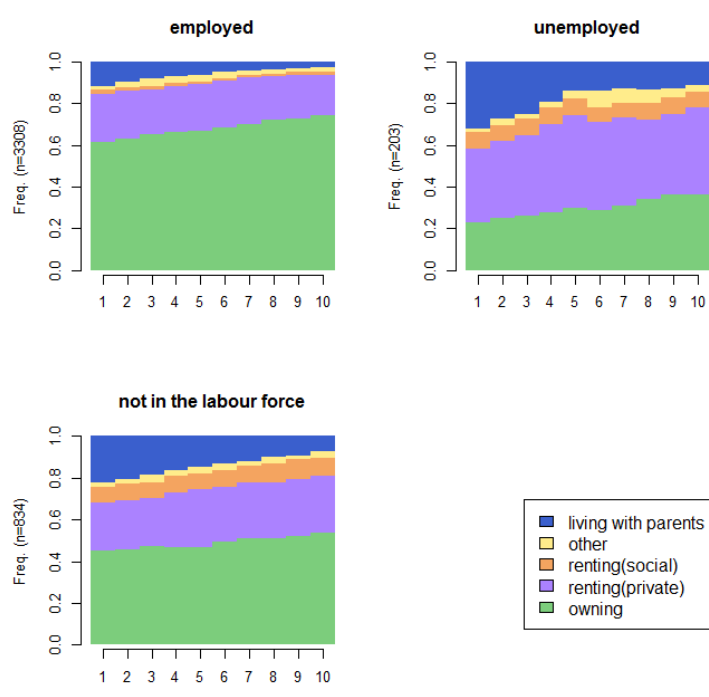 employed
Freq. (n=3308)
0.0 0.2 0.4 0.6 0.8 1.0
1 2 3 4 5 6 7 8 9 10
unemployed
Freq. (n=203)
0.0 0.2 0.4 0.6 0.8 1.0
1 2 3 4 5 6 7 8 9 10
not in the labour force
Freq. (n=834)
0.0 0.2 0.4 0.6 0.8 1.0
1 2 3 4 5 6 7 8 9 10
living with parents
other
renting(social)
renting(private)
owning